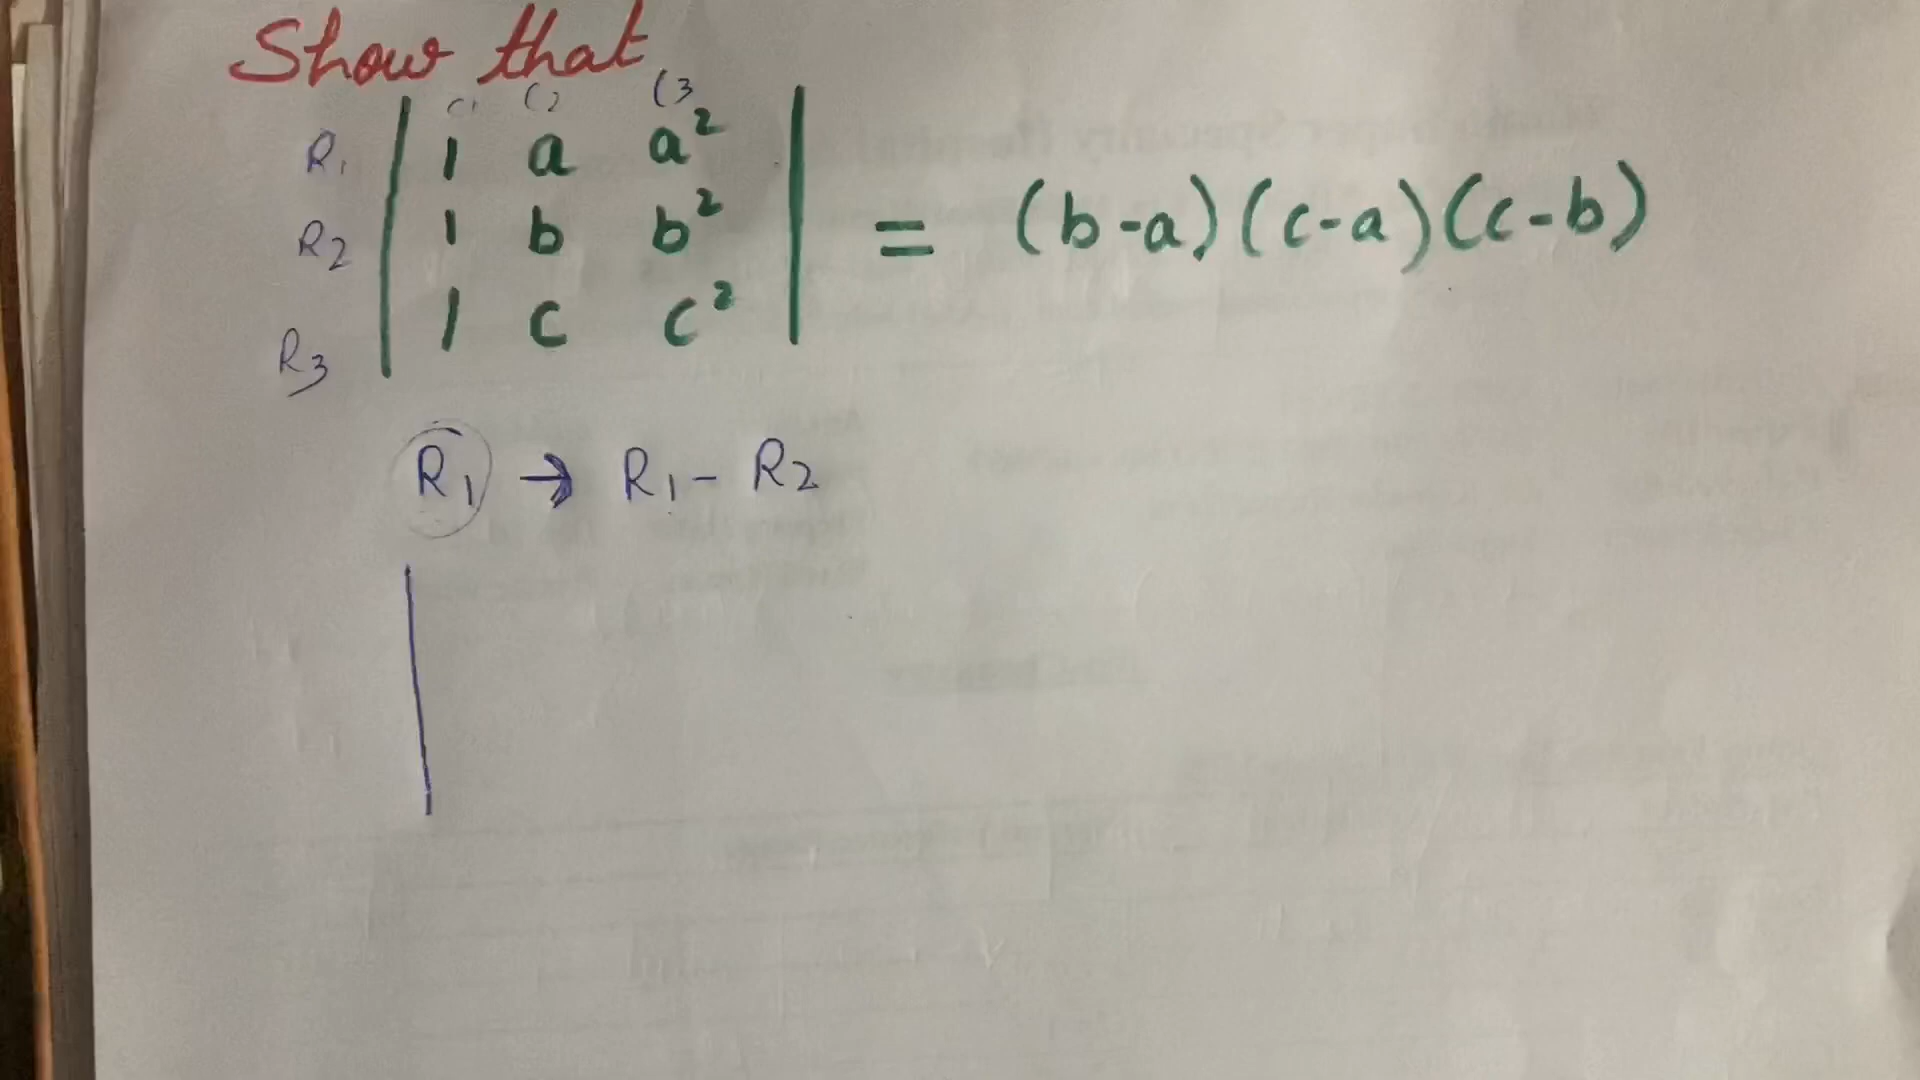 Show that
C1 C2 C3
R1 | 1 a a² |
R2 | 1 b b² | = (b-a)(c-a)(c-b)
R3 | 1 c c² |
R1 → R1 - R2